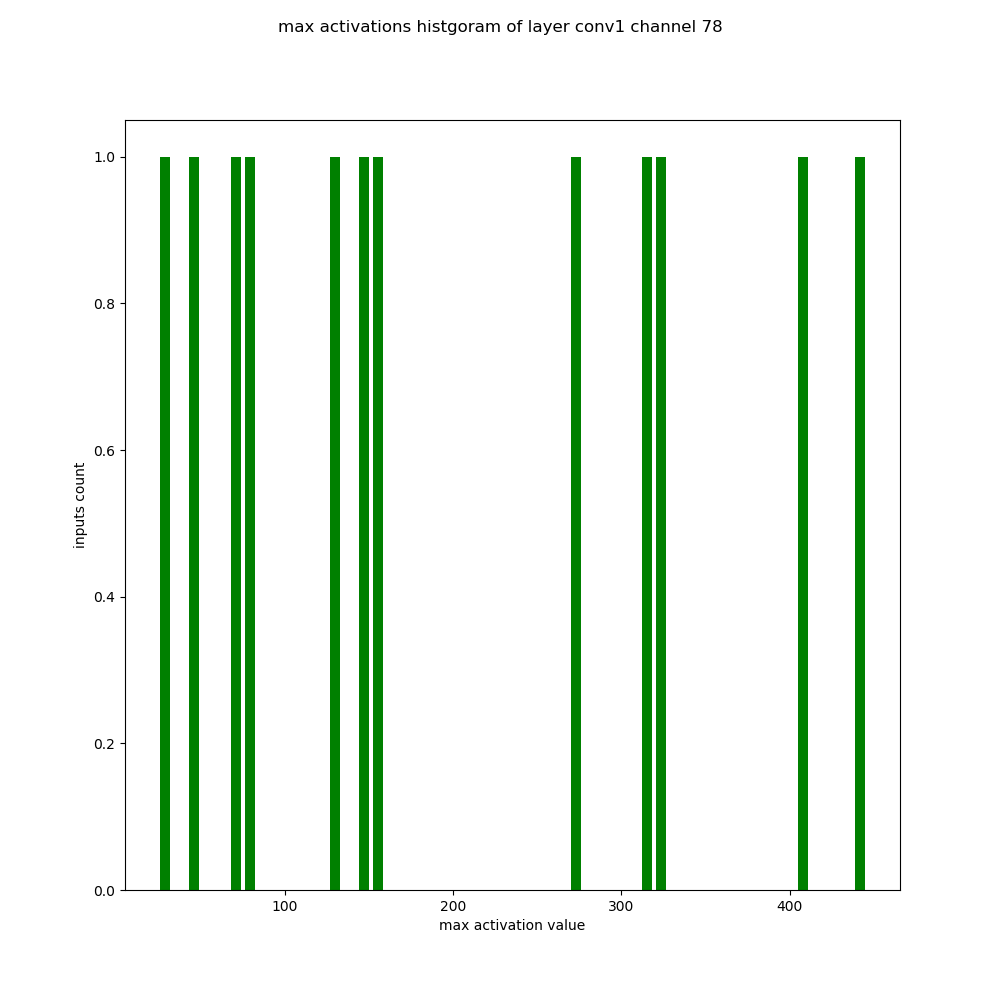 max activations histgoram of layer conv1 channel 78
1.0
0.8
0.6
0.4
0.2
0.0
inputs count
100 200 300 400
max activation value